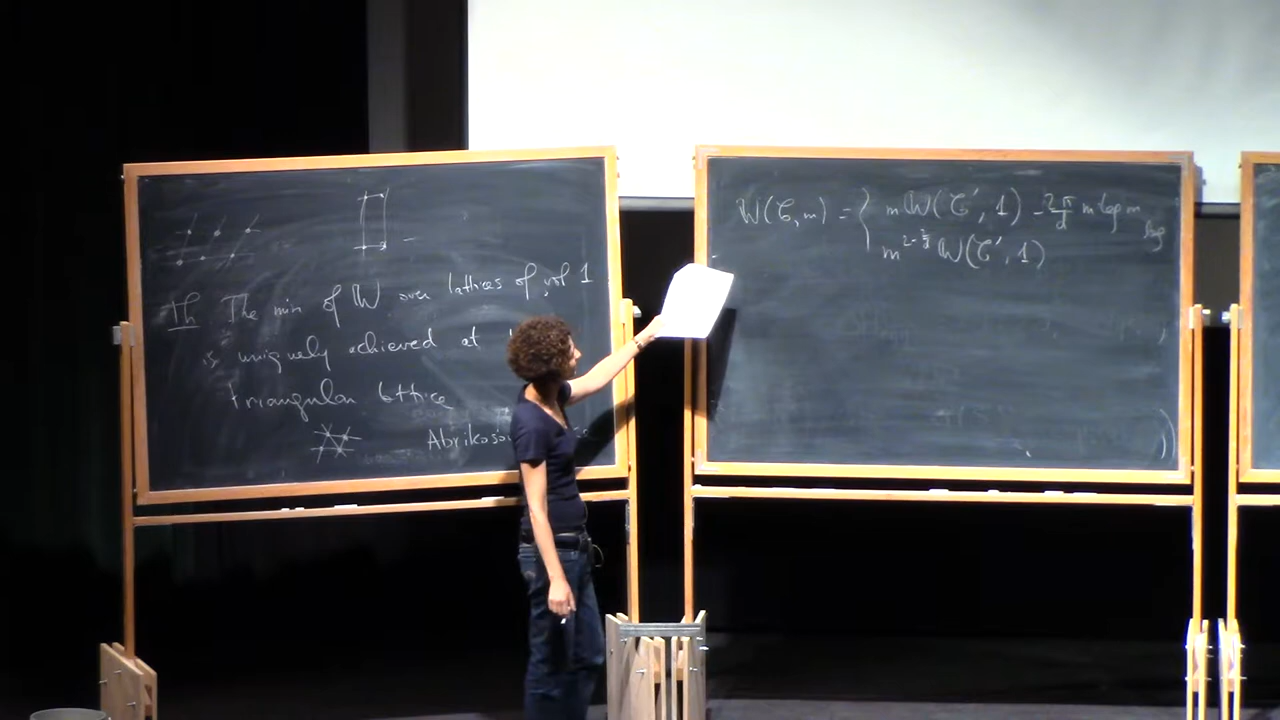 Th The min of W over lattices of vol 1
is uniquely achieved at
triangular lattice
Abrikoso
W(C, m) = { m W(C', 1) - 2π/d m log m log
m^{2-2/d} W(C', 1)